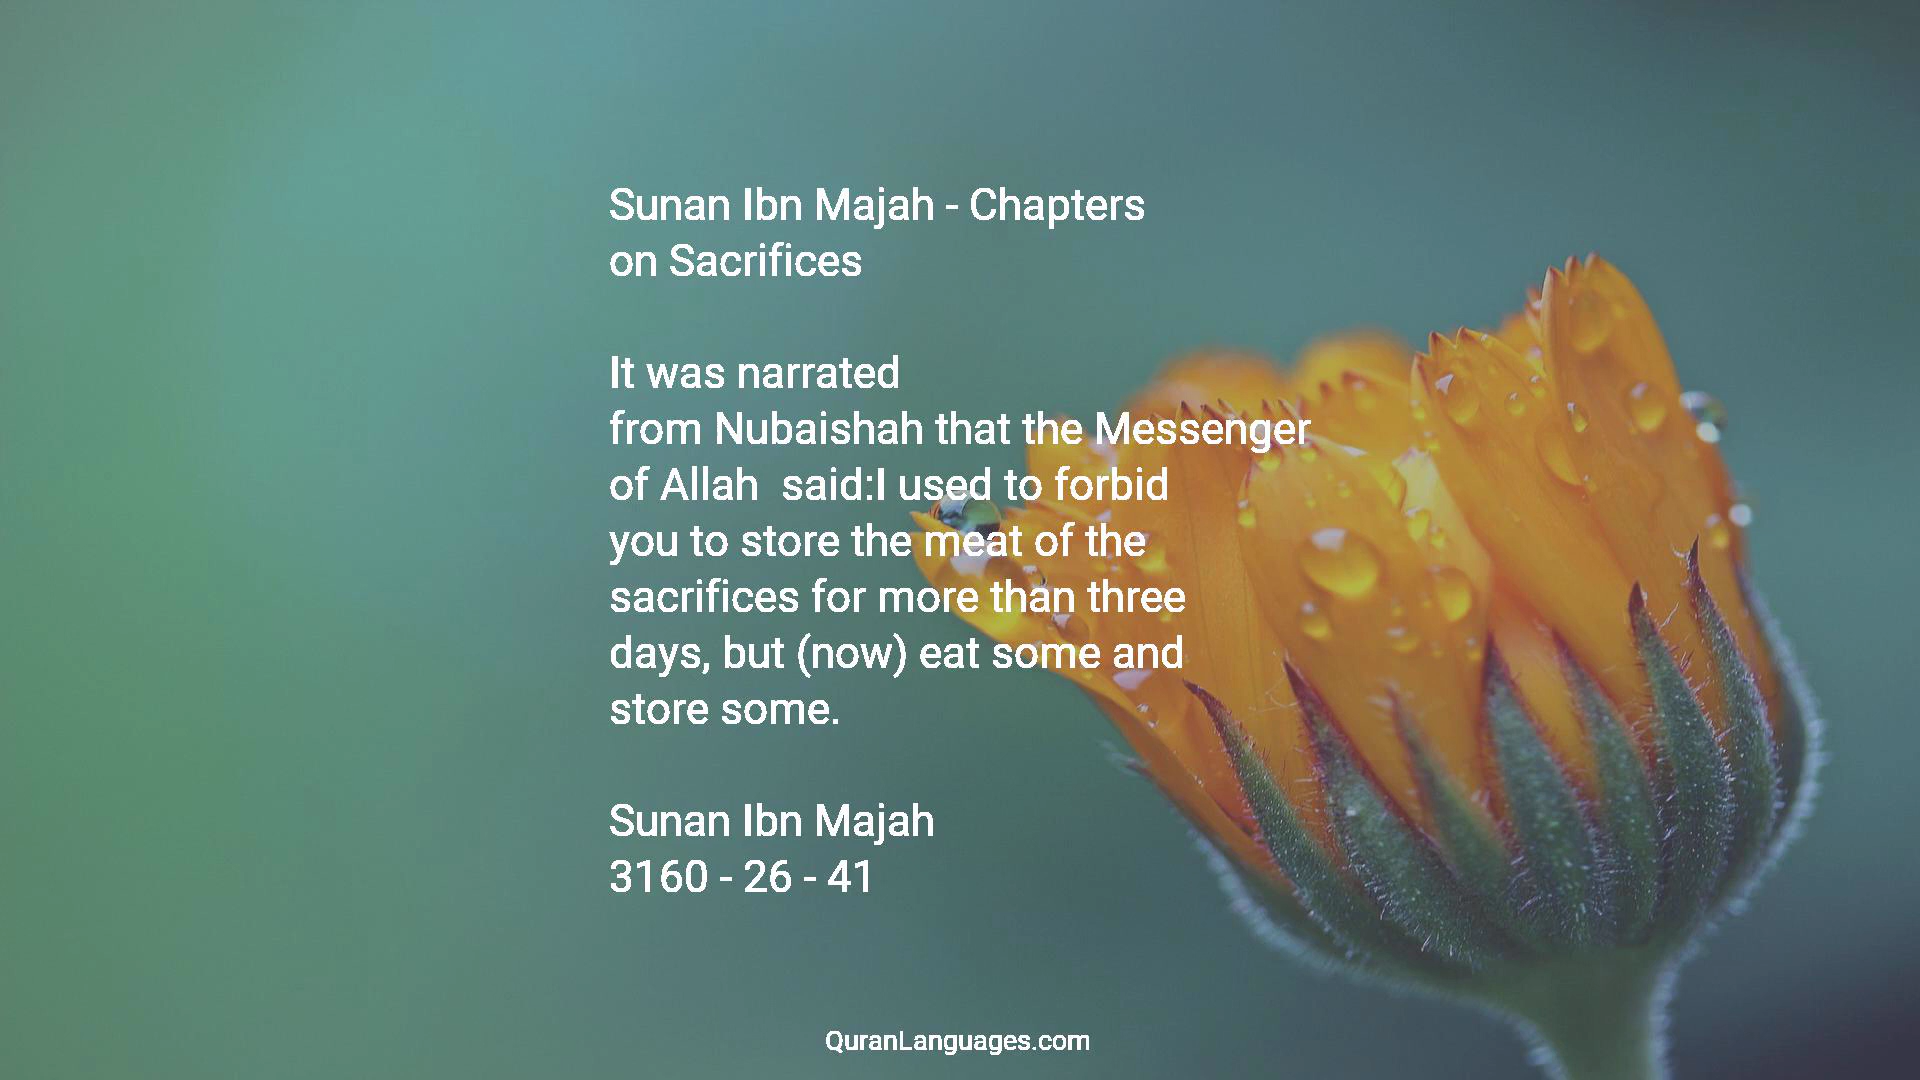 Sunan Ibn Majah - Chapters
on Sacrifices
It was narrated
from Nubaishah that the Messenger
of Allah  said:I used to forbid
you to store the meat of the
sacrifices for more than three
days, but (now) eat some and
store some.
Sunan Ibn Majah
3160 - 26 - 41
QuranLanguages.com